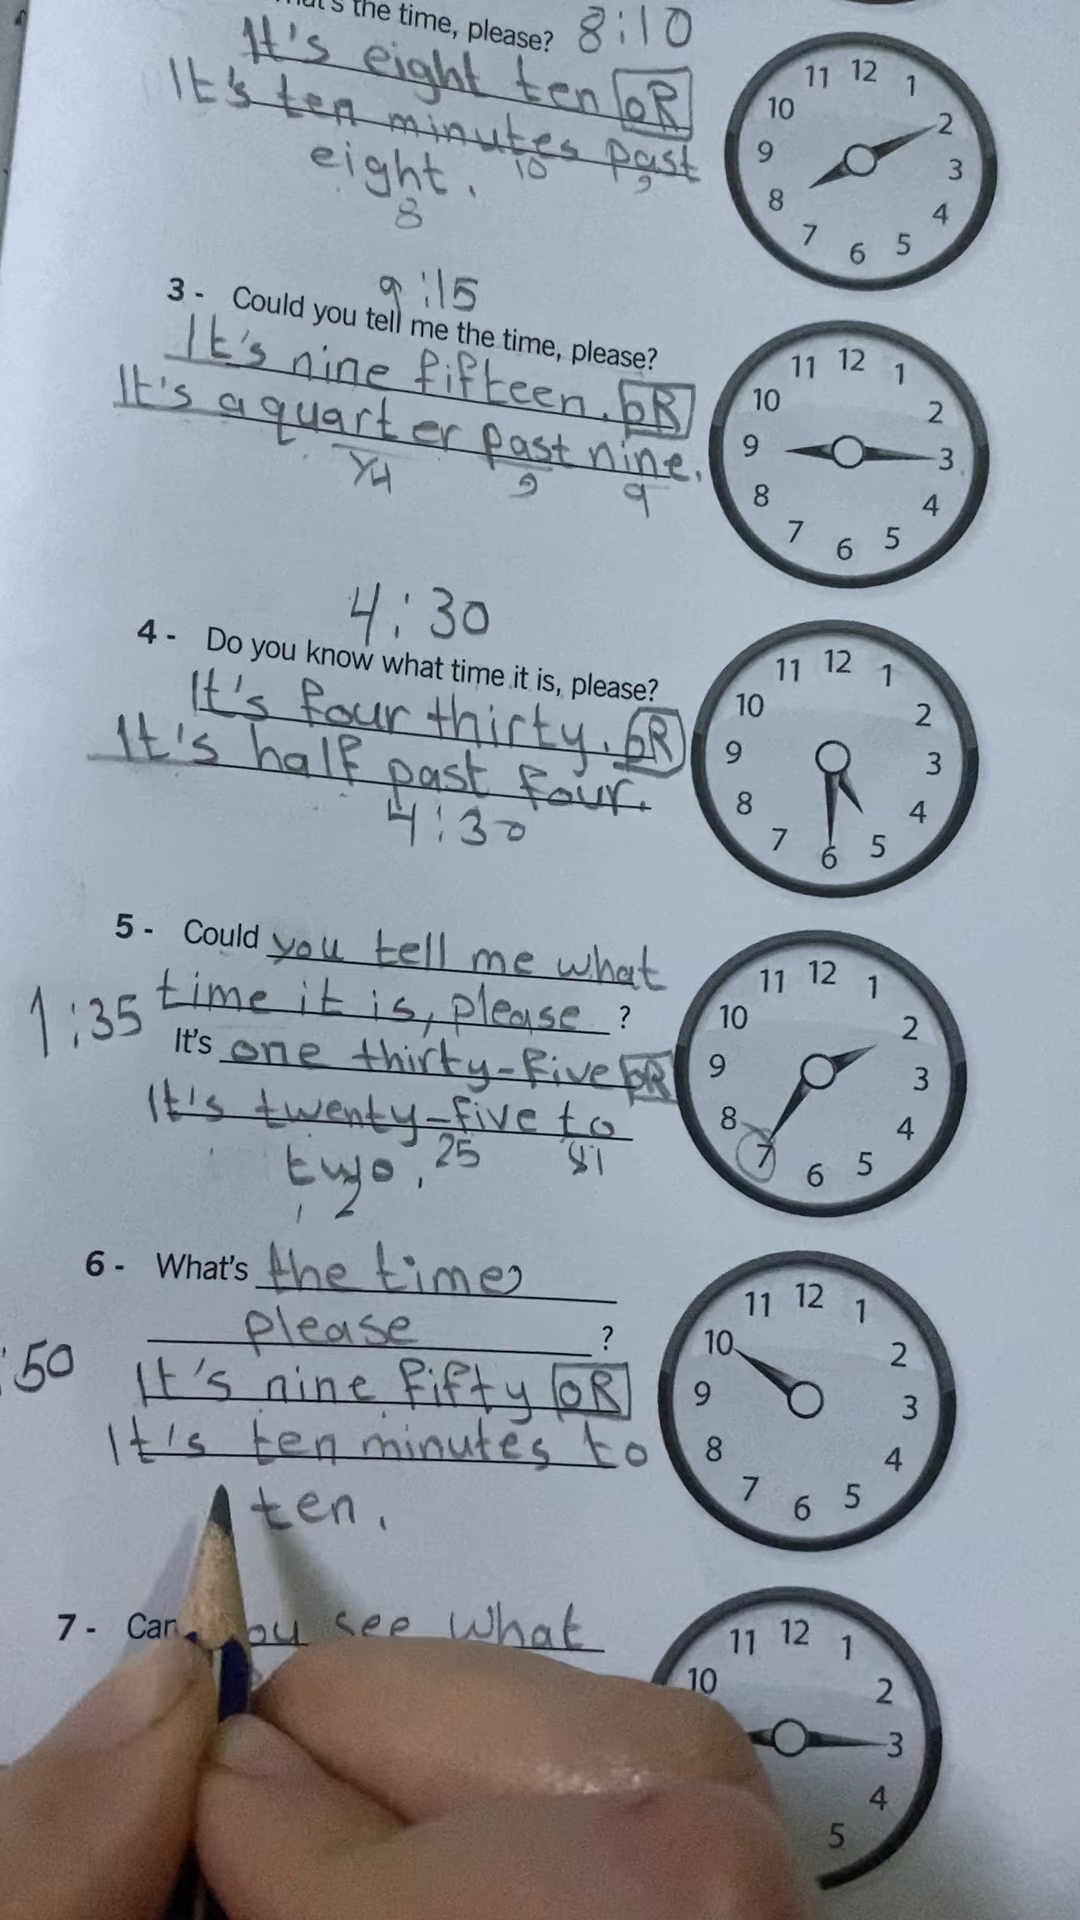 the time, please? 8:10
It's eight ten OR
It's ten minutes past
10 ,
eight.
8
9:15
3 - Could you tell me the time, please?
It's nine fifteen. OR
It's a quarter past nine.
1/4 , 9
4:30
4 - Do you know what time it is, please?
It's four thirty. OR
It's half past four.
4:30
5 - Could you tell me what
time it is, please ?
1:35
It's one thirty-five OR
It's twenty-five to
25
two.
2
6 - What's the time,
please ?
:50
It's nine fifty OR
It's ten minutes to
ten.
7 - Can you see what
11 12 1
10 2
9 3
8 4
7 6 5
11 12 1
10 2
9 3
8 4
7 6 5
11 12 1
10 2
9 3
8 4
7 6 5
11 12 1
10 2
9 3
8 4
7 6 5
11 12 1
10 2
9 3
8 4
7 6 5
11 12 1
10 2
3
4
5